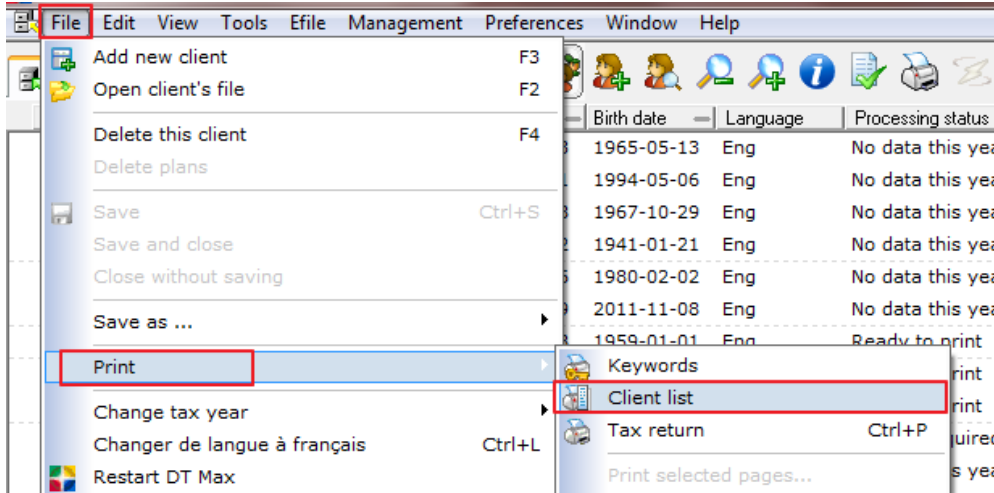 File Edit View Tools Efile Management Preferences Window Help
Add new client F3
Open client's file F2
Birth date Language Processing status
Delete this client F4
1965-05-13 Eng No data this yea
Delete plans
1994-05-06 Eng No data this yea
Save Ctrl+S
1967-10-29 Eng No data this yea
Save and close
1941-01-21 Eng No data this yea
Close without saving
1980-02-02 Eng No data this yea
2011-11-08 Eng No data this yea
Save as ...
1959-01-01 Eng Ready to print
Print
Keywords
rint
Client list
rint
Change tax year
Tax return Ctrl+P
Changer de langue à français Ctrl+L
Restart DT Max
Print selected pages...
s yea